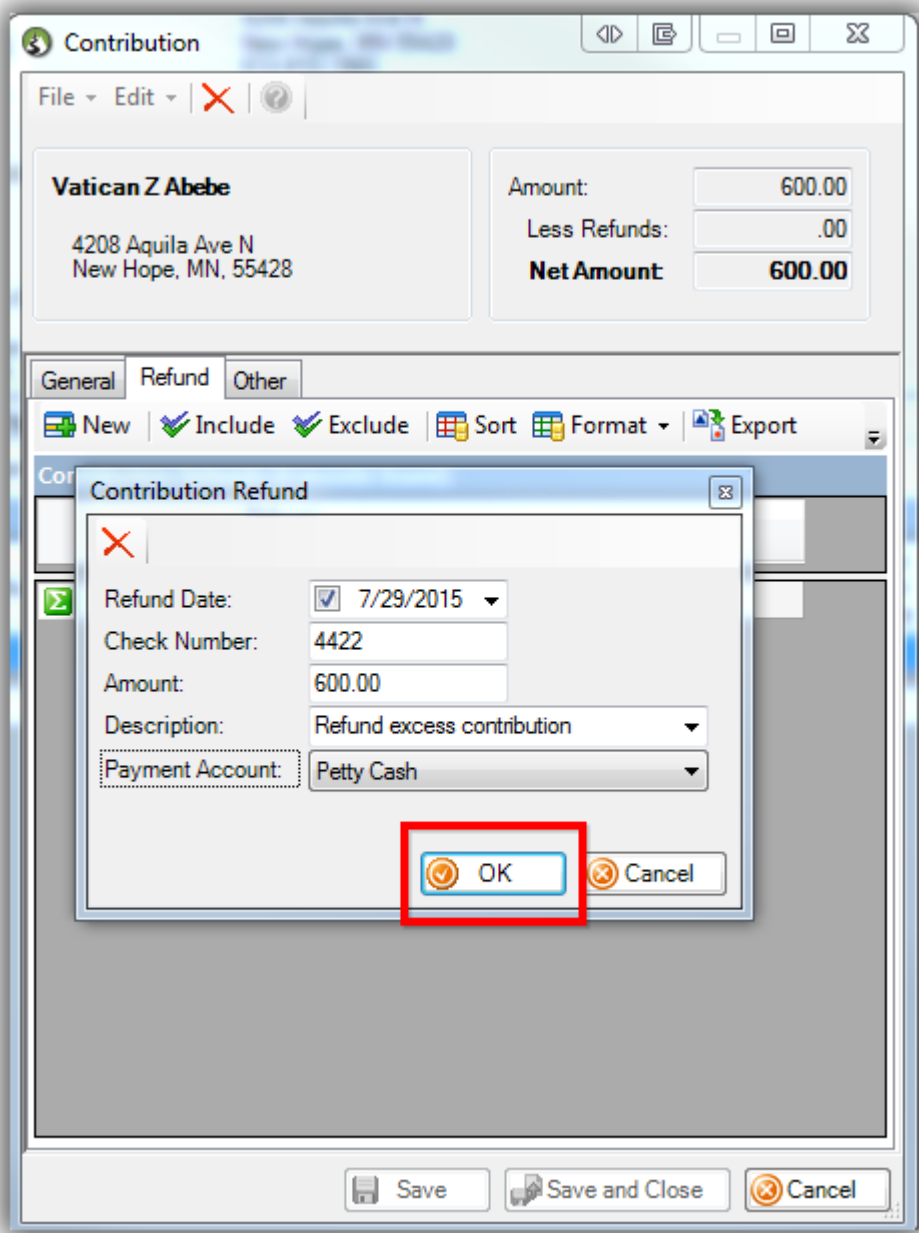 Contribution
File Edit
Vatican Z Abebe
4208 Aquila Ave N
New Hope, MN, 55428
Amount: 600.00
Less Refunds: .00
Net Amount: 600.00
General Refund Other
New Include Exclude Sort Format Export
Contribution Refund
Refund Date: 7/29/2015
Check Number: 4422
Amount: 600.00
Description: Refund excess contribution
Payment Account: Petty Cash
OK Cancel
Save Save and Close Cancel